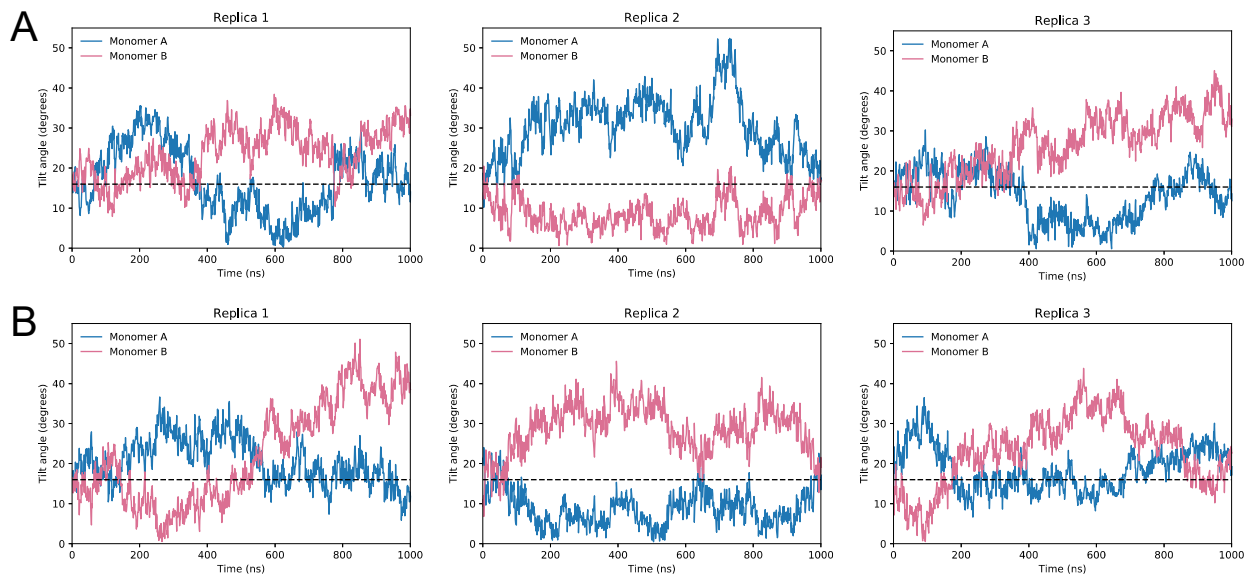 A
Replica 1
Monomer A
Monomer B
Tilt angle (degrees)
50
40
30
20
10
0
0 200 400 600 800 1000
Time (ns)
Replica 2
Monomer A
Monomer B
Tilt angle (degrees)
50
40
30
20
10
0
0 200 400 600 800 1000
Time (ns)
Replica 3
Monomer A
Monomer B
Tilt angle (degrees)
50
40
30
20
10
0
0 200 400 600 800 1000
Time (ns)
B
Replica 1
Monomer A
Monomer B
Tilt angle (degrees)
50
40
30
20
10
0
0 200 400 600 800 1000
Time (ns)
Replica 2
Monomer A
Monomer B
Tilt angle (degrees)
50
40
30
20
10
0
0 200 400 600 800 1000
Time (ns)
Replica 3
Monomer A
Monomer B
Tilt angle (degrees)
50
40
30
20
10
0
0 200 400 600 800 1000
Time (ns)